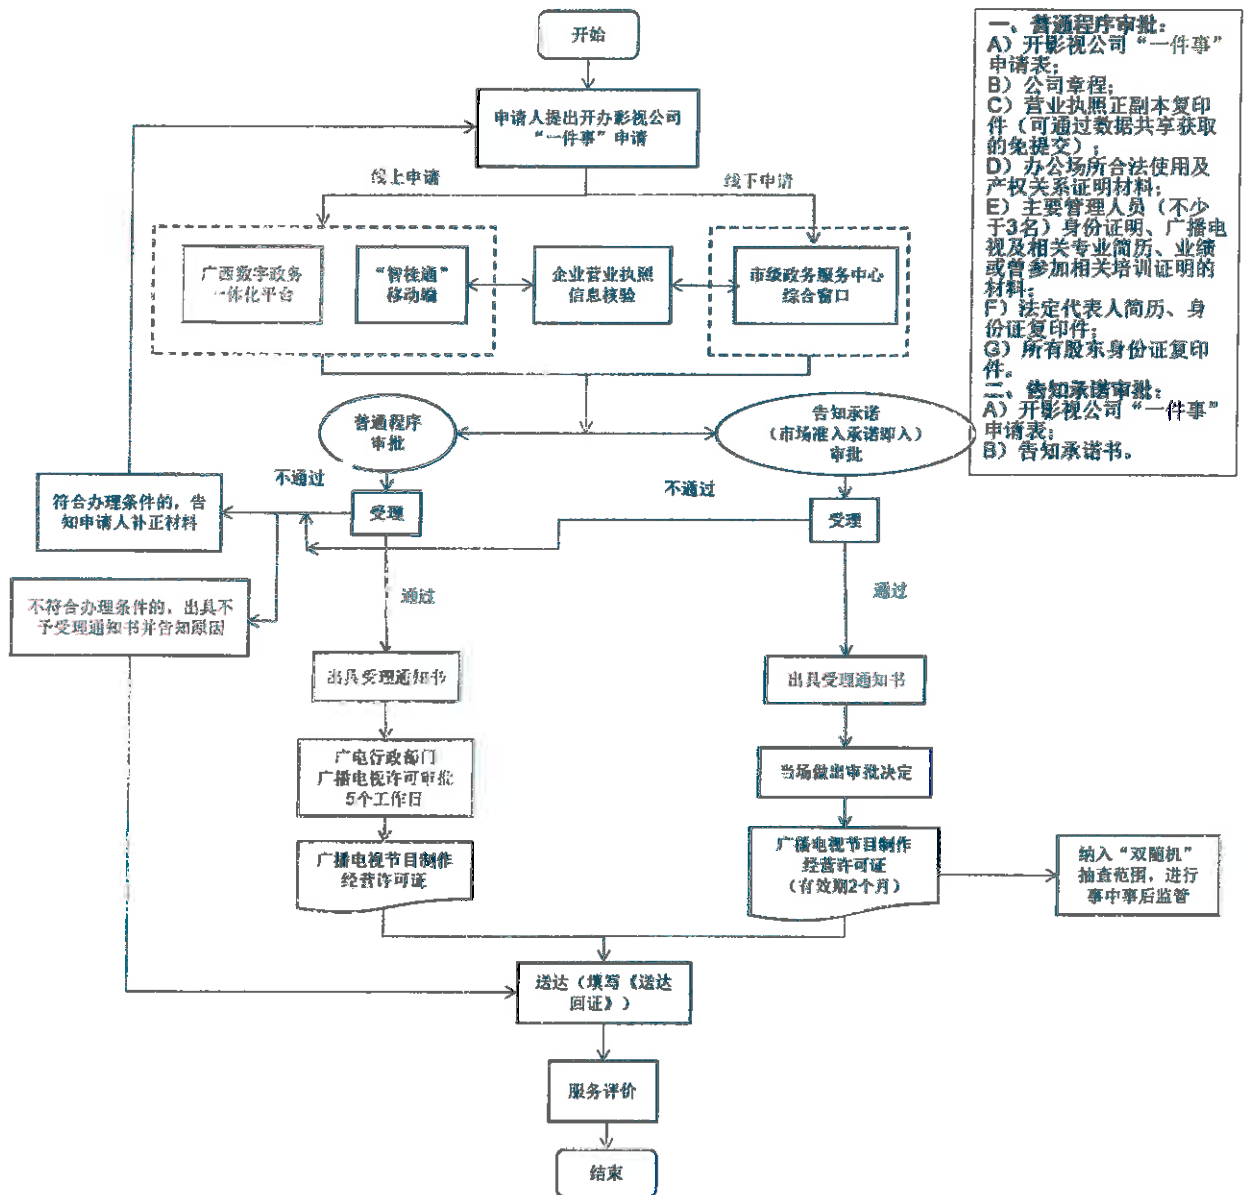 开始
申请人提出开办影视公司
“一件事”申请
线上申请
线下申请
广西数字政务
一体化平台
“智桂通”
移动端
企业营业执照
信息核验
市级政务服务中心
综合窗口
普通程序
审批
告知承诺
（市场准入承诺即入）
审批
不通过
不通过
符合办理条件的，告
知申请人补正材料
受理
受理
不符合办理条件的，出具不
予受理通知书并告知原因
通过
通过
出具受理通知书
出具受理通知书
广电行政部门
广播电视许可审批
5个工作日
当场做出审批决定
广播电视节目制作
经营许可证
广播电视节目制作
经营许可证
（有效期2个月）
纳入“双随机”
抽查范围，进行
事中事后监管
送达（填写《送达
回证》）
服务评价
结束
一、普通程序审批：
A）开影视公司“一件事”
申请表；
B）公司章程；
C）营业执照正副本复印
件（可通过数据共享获取
的免提交）；
D）办公场所合法使用及
产权关系证明材料；
E）主要管理人员（不少
于3名）身份证明、广播电
视及相关专业简历、业绩
或曾参加相关培训证明的
材料；
F）法定代表人简历、身
份证复印件；
G）所有股东身份证复印
件。
二、告知承诺审批：
A）开影视公司“一件事”
申请表；
B）告知承诺书。